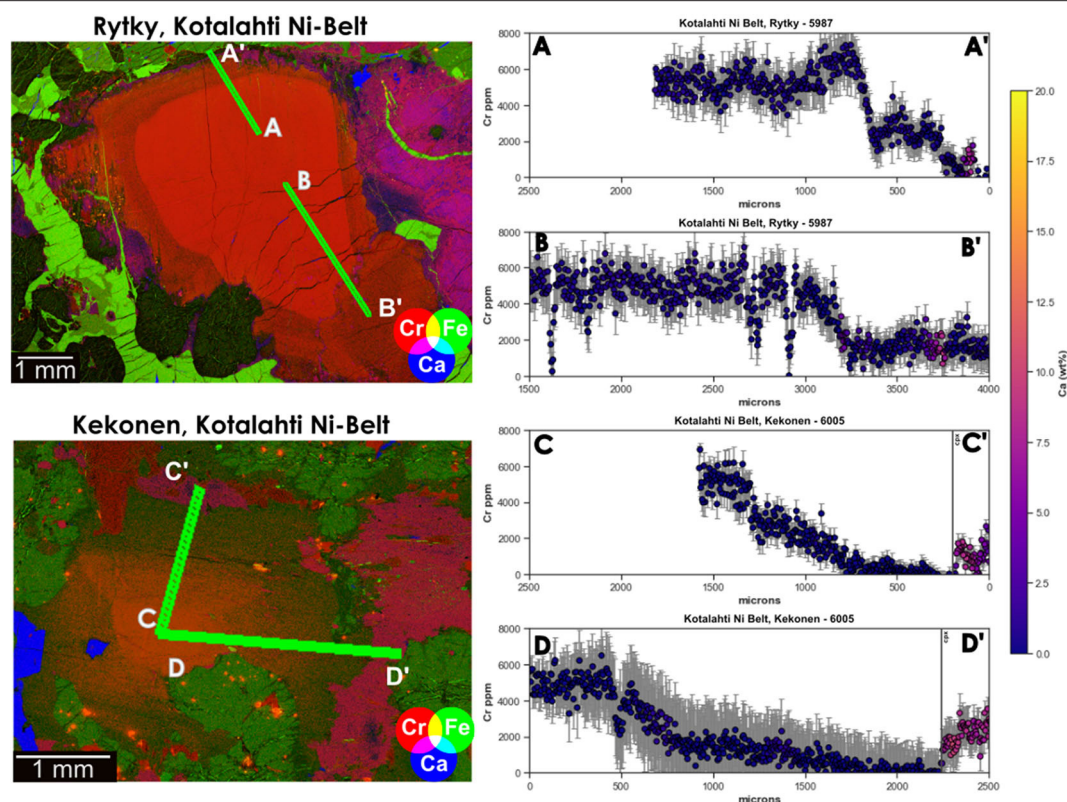 Rytky, Kotalahti Ni-Belt
A'
A
B
B'
Cr Fe
Ca
1 mm
Kekonen, Kotalahti Ni-Belt
C'
C
D
D'
Cr Fe
Ca
1 mm
Kotalahti Ni Belt, Rytky - 5987
A A'
Cr ppm
8000
6000
4000
2000
0
2500 2000 1500 1000 500 0
microns
Kotalahti Ni Belt, Rytky - 5987
B B'
Cr ppm
8000
6000
4000
2000
0
1500 2000 2500 3000 3500 4000
microns
Kotalahti Ni Belt, Kekonen - 6005
C cpx C'
Cr ppm
8000
6000
4000
2000
0
2500 2000 1500 1000 500 0
microns
Kotalahti Ni Belt, Kekonen - 6005
D cpx D'
Cr ppm
8000
6000
4000
2000
0
0 500 1000 1500 2000 2500
microns
20.0
17.5
15.0
12.5
10.0
7.5
5.0
2.5
0.0
Ca (wt%)